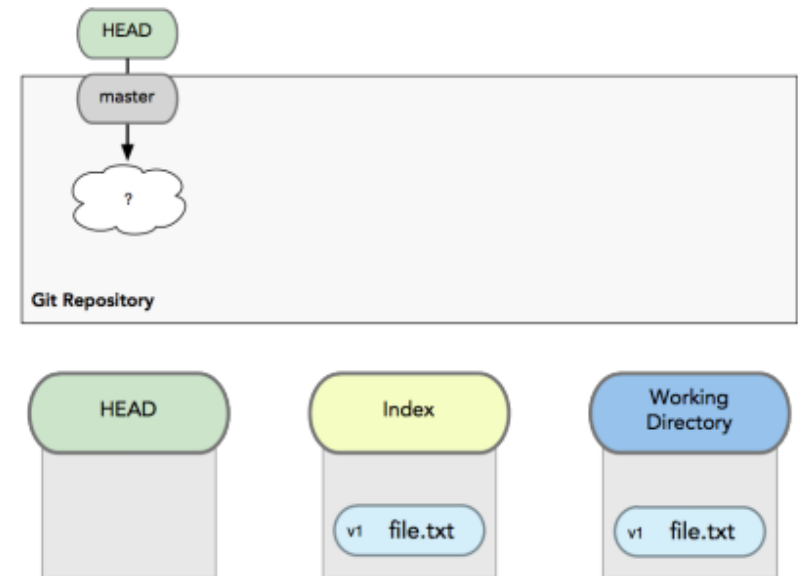 HEAD
master
?
Git Repository
HEAD
Index
Working
Directory
v1 file.txt
v1 file.txt